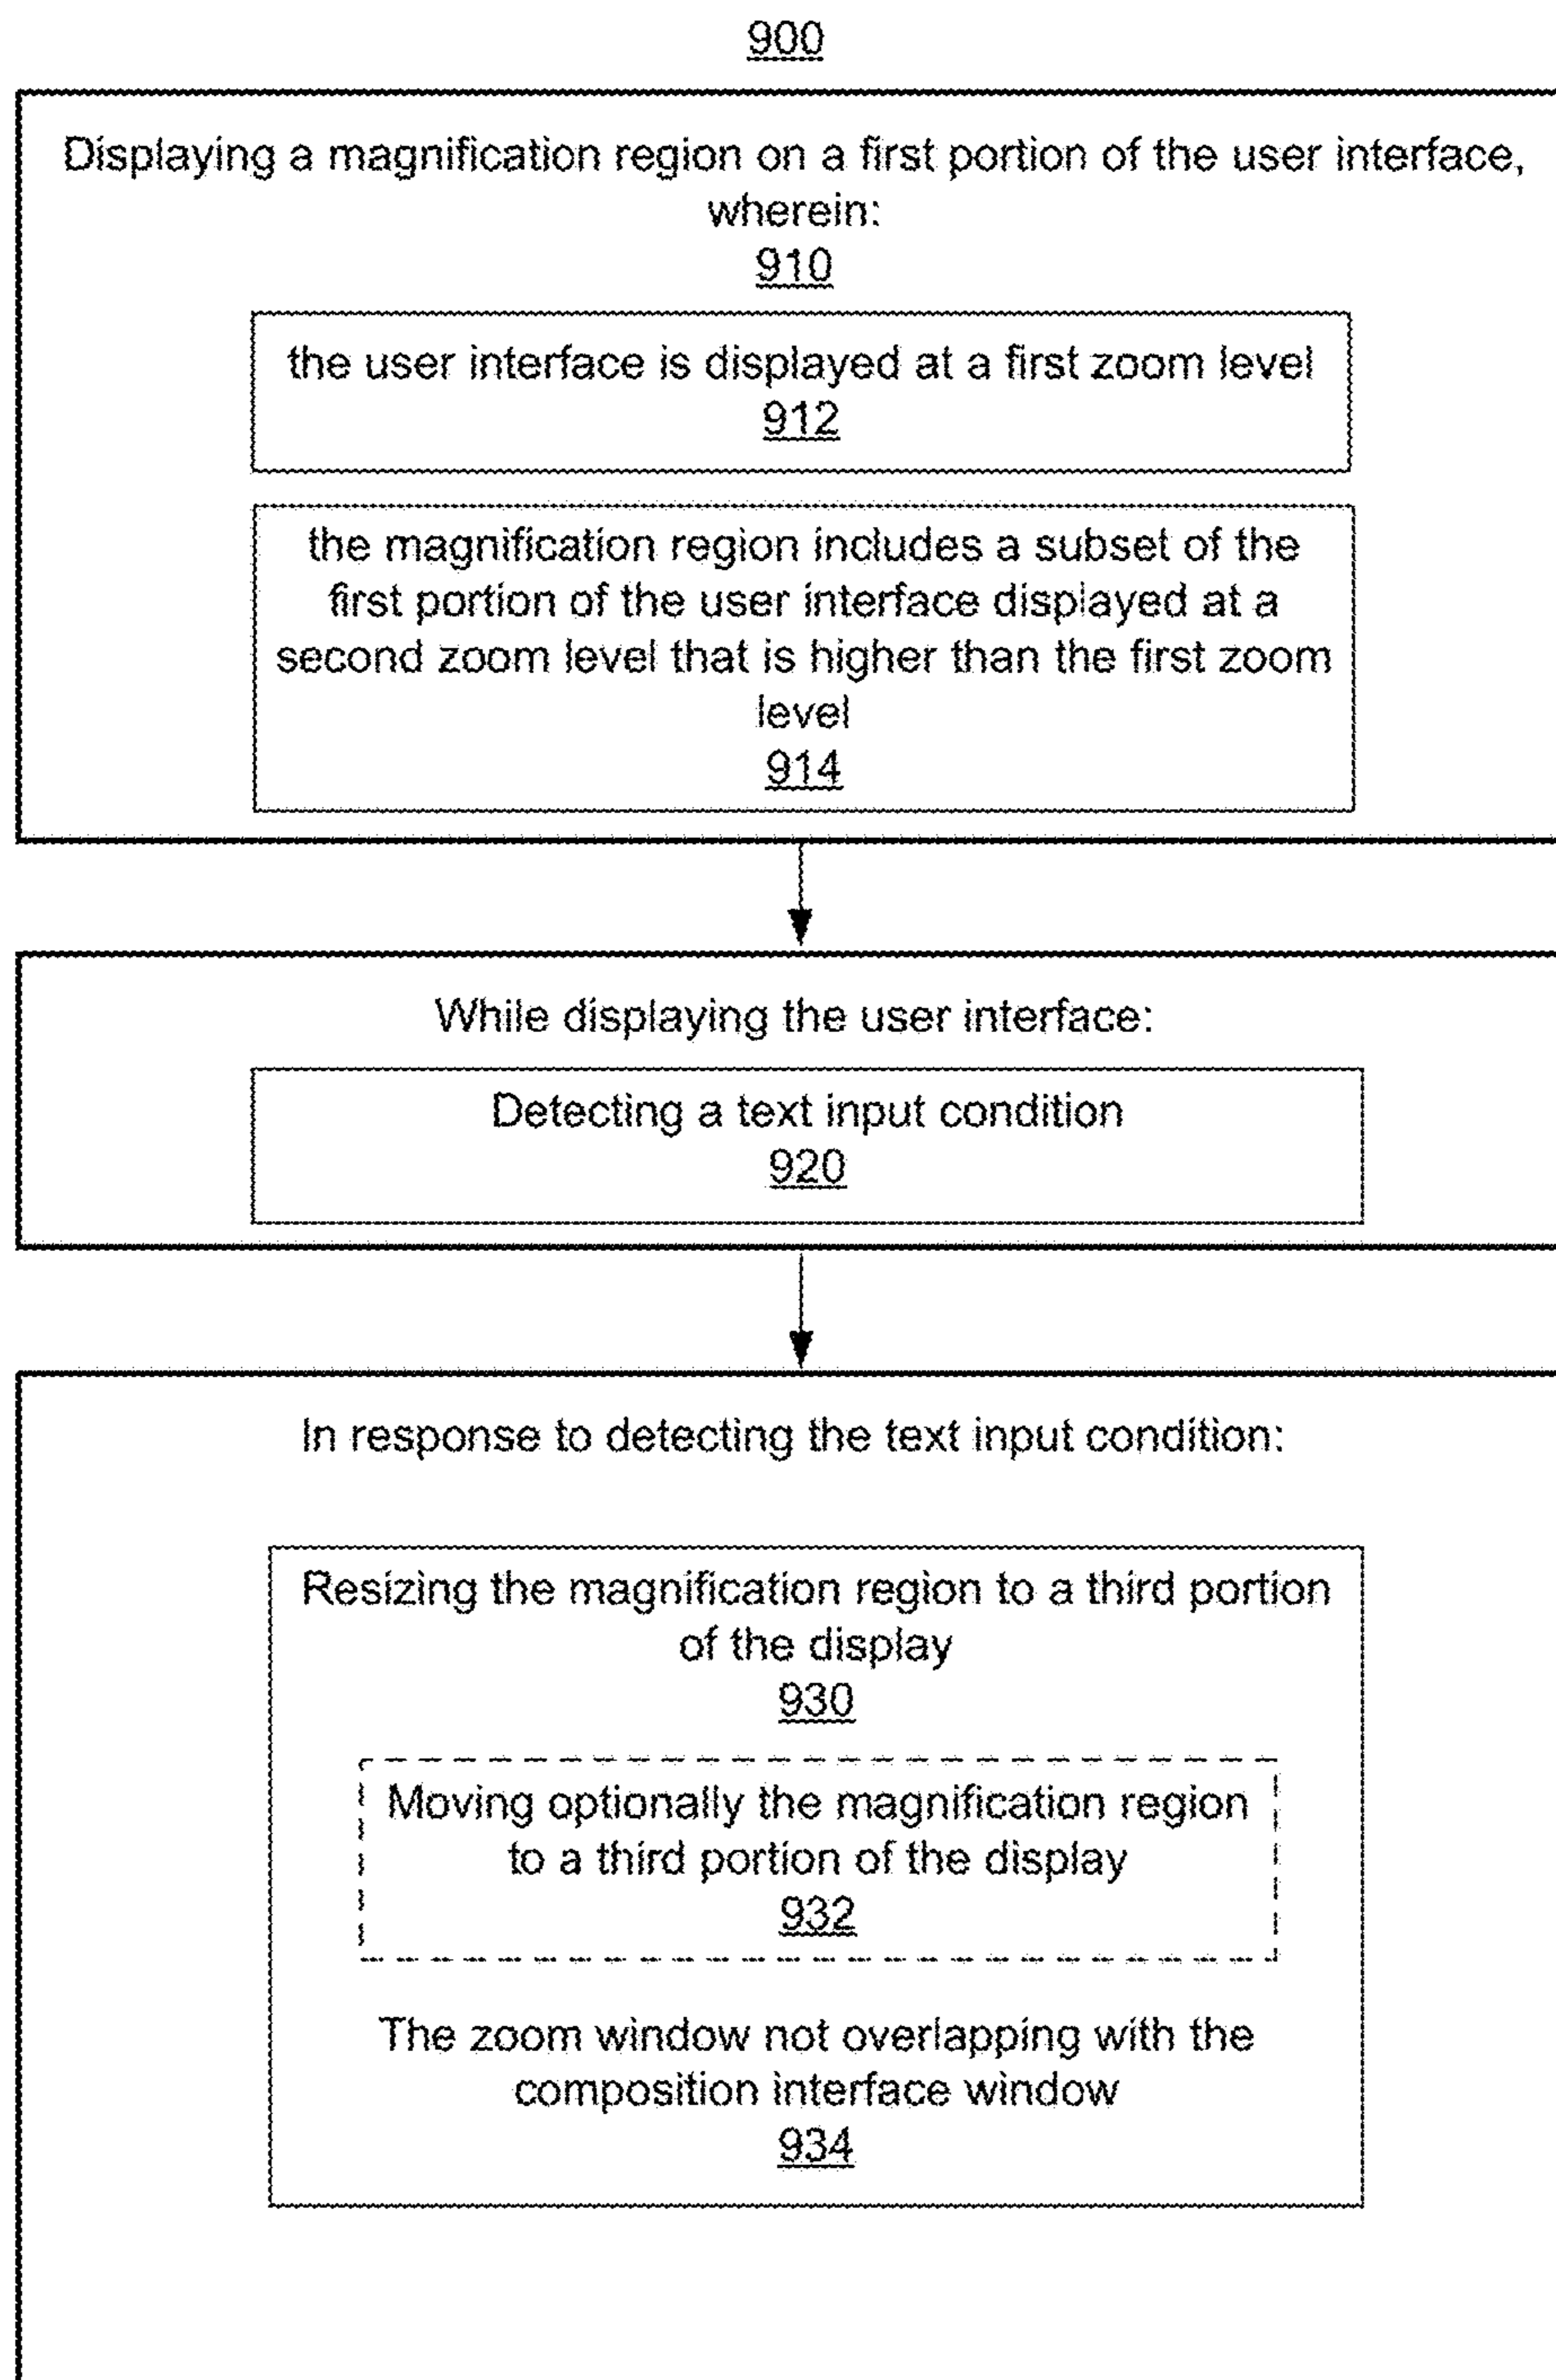 900
Displaying a magnification region on a first portion of the user interface,
wherein:
910
the user interface is displayed at a first zoom level
912
the magnification region includes a subset of the
first portion of the user interface displayed at a
second zoom level that is higher than the first zoom
level
914
While displaying the user interface:
Detecting a text input condition
920
In response to detecting the text input condition:
Resizing the magnification region to a third portion
of the display
930
Moving optionally the magnification region
to a third portion of the display
932
The zoom window not overlapping with the
composition interface window
934